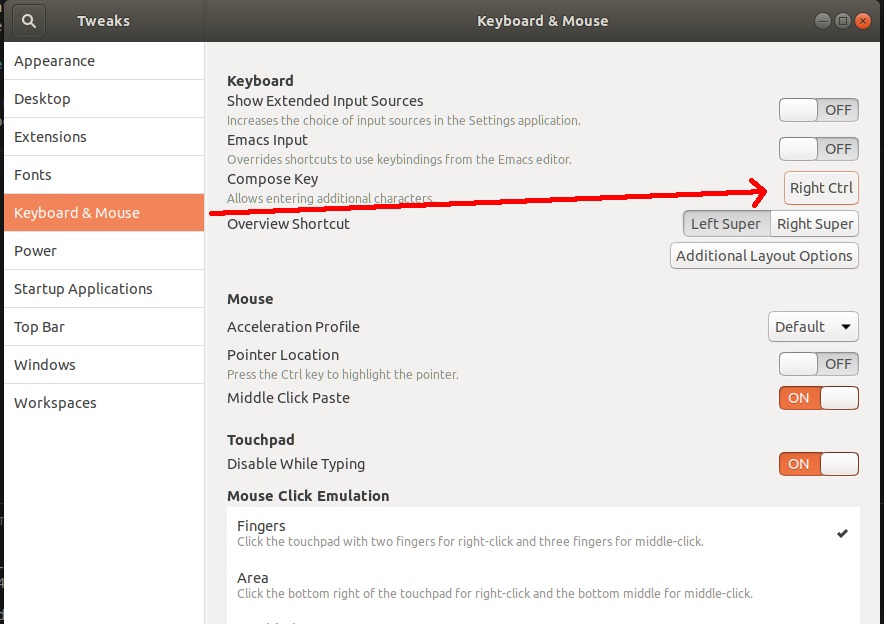 Tweaks
Keyboard & Mouse
Appearance
Desktop
Extensions
Fonts
Keyboard & Mouse
Power
Startup Applications
Top Bar
Windows
Workspaces
Keyboard
Show Extended Input Sources
OFF
Increases the choice of input sources in the Settings application.
Emacs Input
OFF
Overrides shortcuts to use keybindings from the Emacs editor.
Compose Key
Right Ctrl
Allows entering additional characters.
Overview Shortcut
Left Super Right Super
Additional Layout Options
Mouse
Acceleration Profile
Default
Pointer Location
OFF
Press the Ctrl key to highlight the pointer.
Middle Click Paste
ON
Touchpad
Disable While Typing
ON
Mouse Click Emulation
Fingers
Click the touchpad with two fingers for right-click and three fingers for middle-click.
Area
Click the bottom right of the touchpad for right-click and the bottom middle for middle-click.